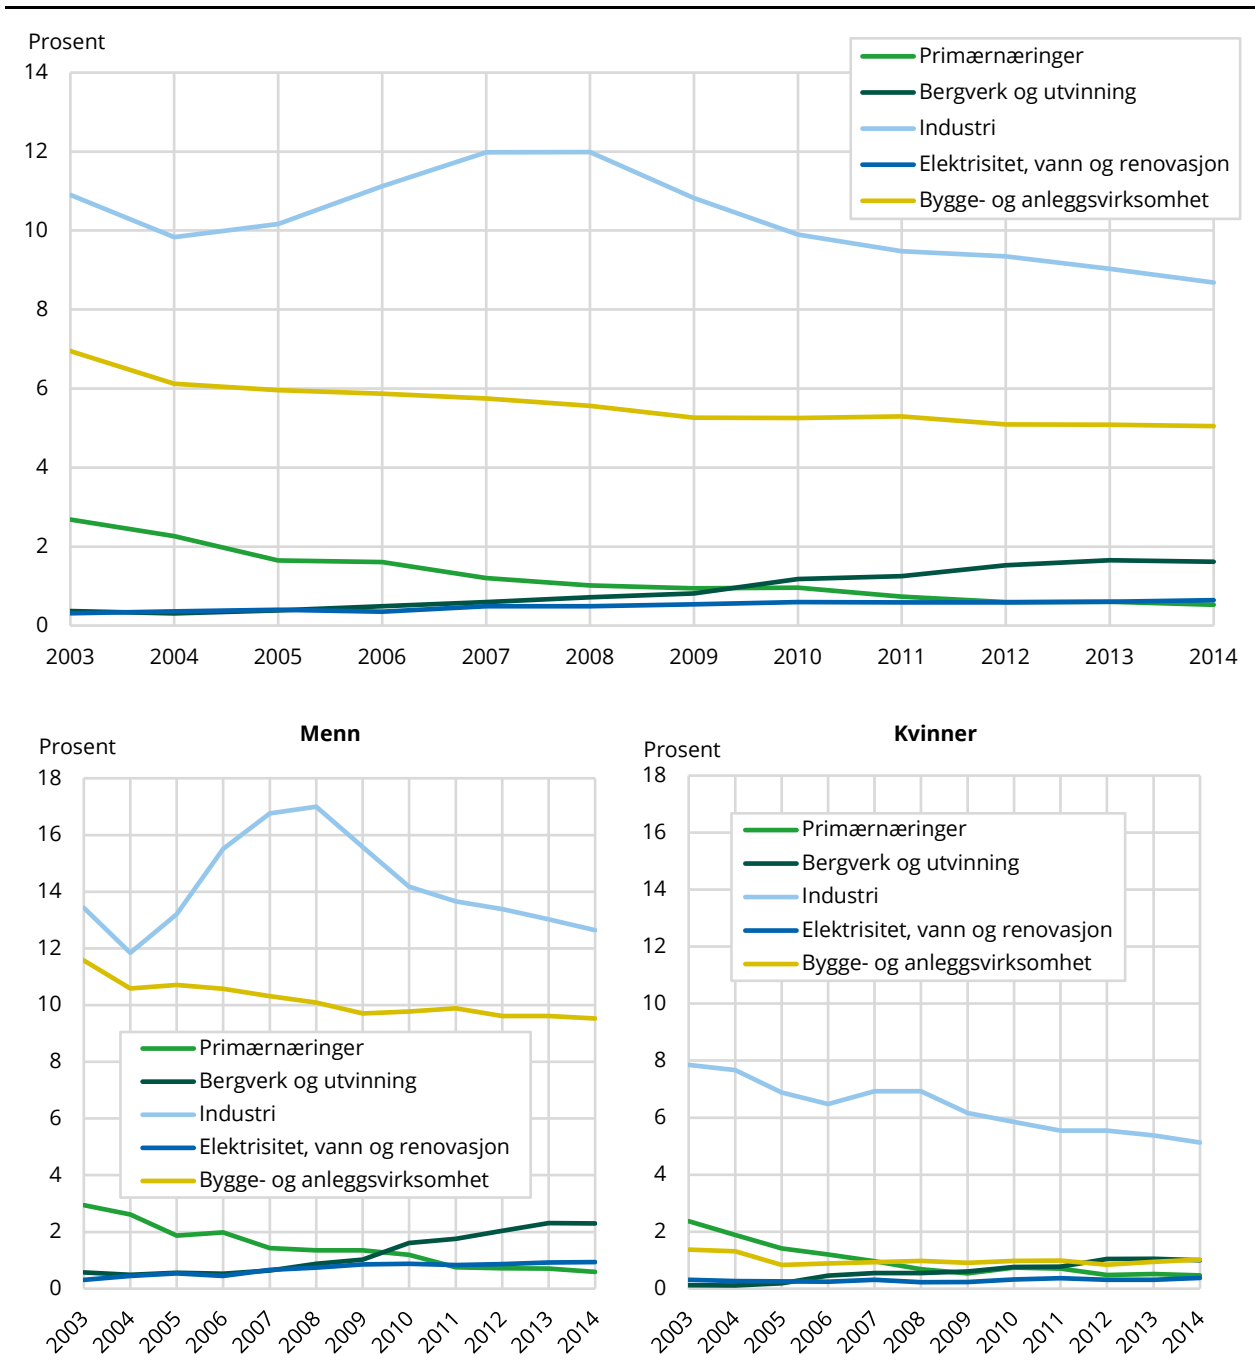 Prosent
Primærnæringer
Bergverk og utvinning
Industri
Elektrisitet, vann og renovasjon
Bygge- og anleggsvirksomhet
14
12
10
8
6
4
2
0
2003 2004 2005 2006 2007 2008 2009 2010 2011 2012 2013 2014
Menn
Prosent
18
16
14
12
10
8
6
4
2
0
Primærnæringer
Bergverk og utvinning
Industri
Elektrisitet, vann og renovasjon
Bygge- og anleggsvirksomhet
2003 2004 2005 2006 2007 2008 2009 2010 2011 2012 2013 2014
Kvinner
Prosent
18
16
14
12
10
8
6
4
2
0
Primærnæringer
Bergverk og utvinning
Industri
Elektrisitet, vann og renovasjon
Bygge- og anleggsvirksomhet
2003 2004 2005 2006 2007 2008 2009 2010 2011 2012 2013 2014